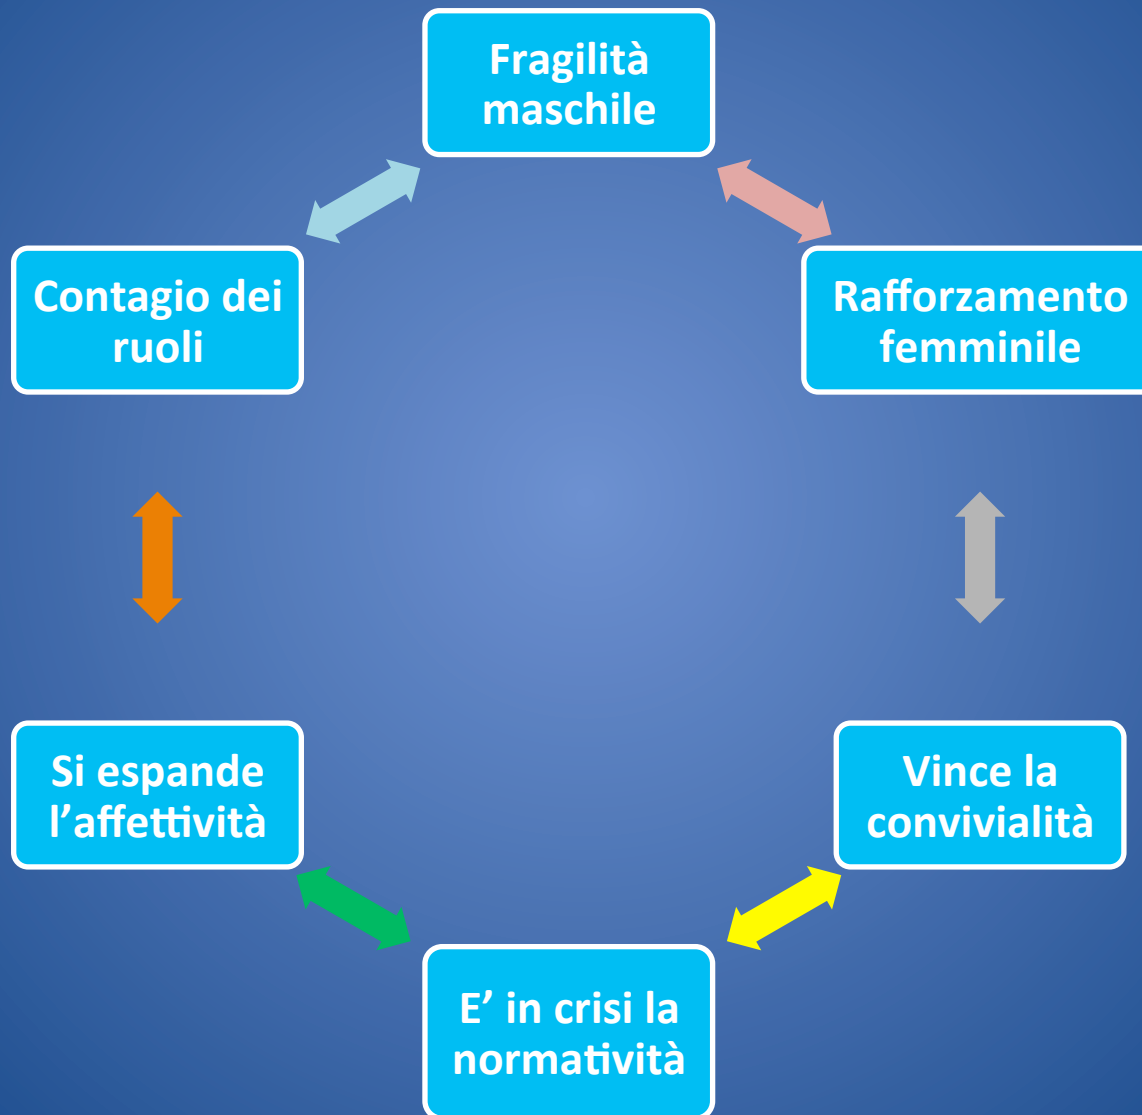 Fragilità
maschile
Contagio dei
ruoli
Rafforzamento
femminile
Si espande
l’affettività
Vince la
convivialità
E’ in crisi la
normatività